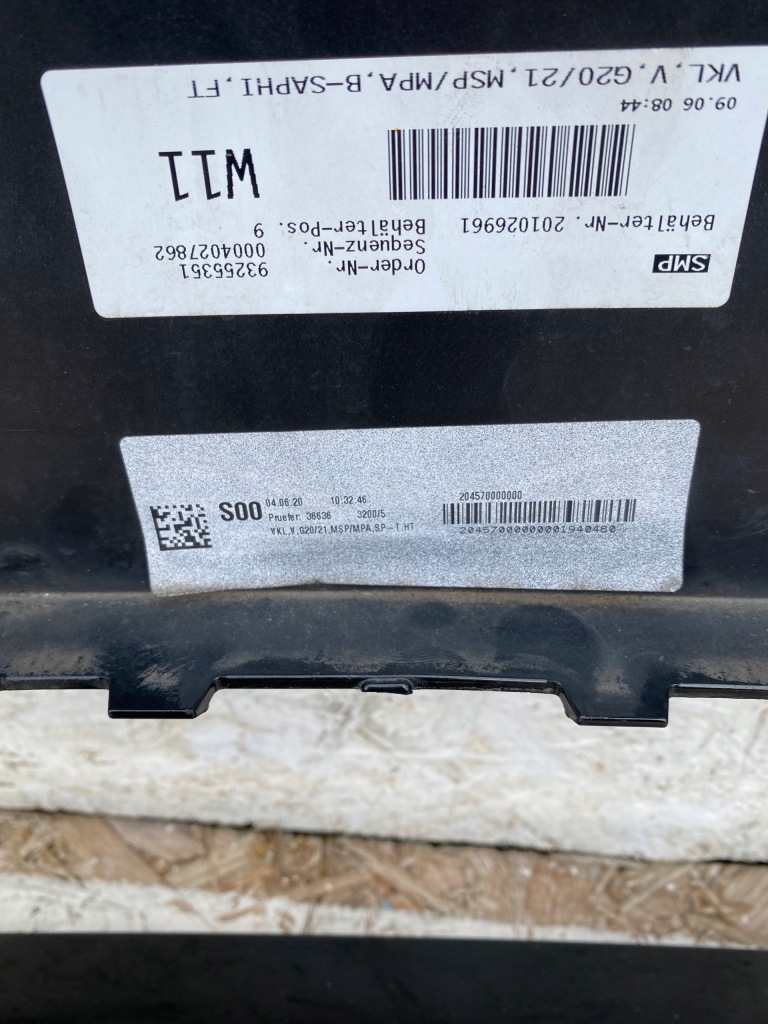 VKL,V,G20/21,MSP/MPA,B-SAPHI,FT
09.06 08:44
W11
Behälter-Nr. 201026961
Behälter-Pos. 9
Sequenz-Nr. 0004027862
Order-Nr. 93255351
SMP
S00 04.06.20 10:32:46
Pruefer: 36636 3200/5
VKL,V,G20/21,MSP/MPA,SP-T,HT
204570000000